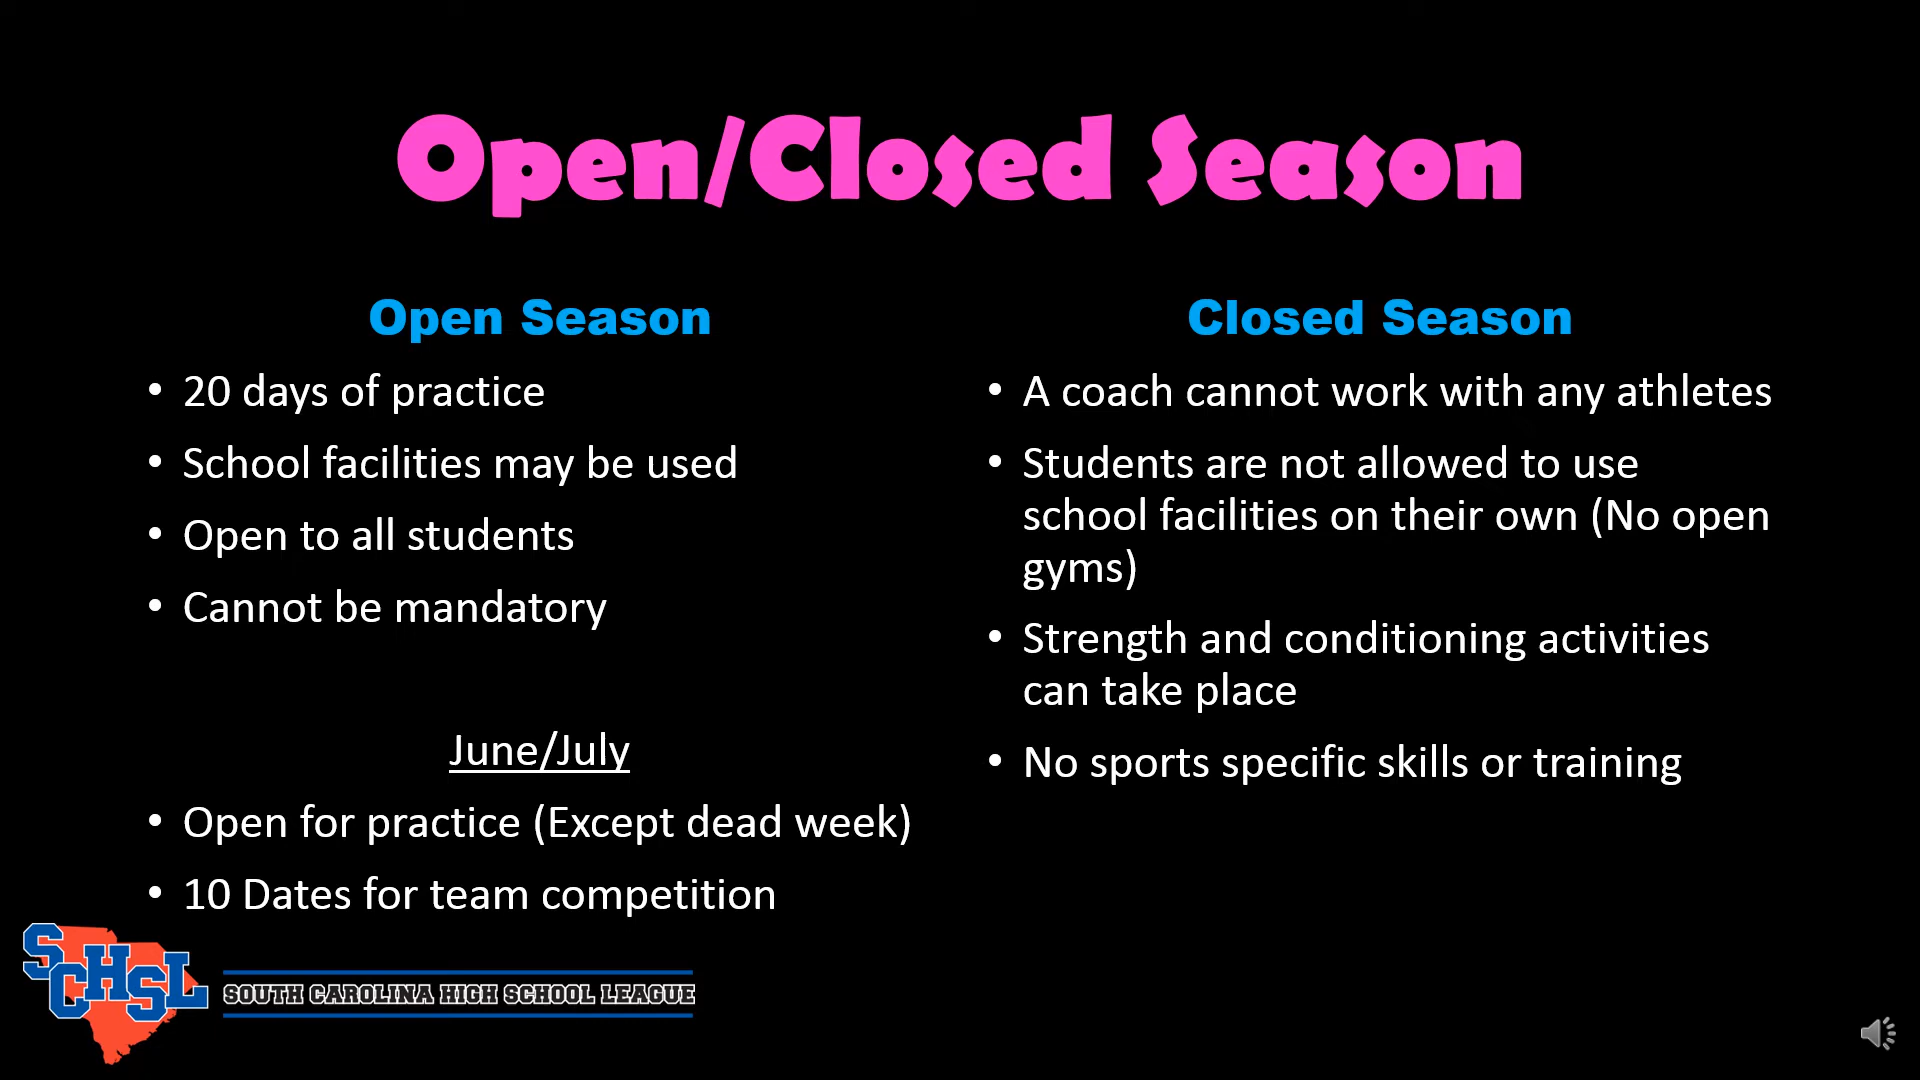 Open/Closed Season
Open Season
• 20 days of practice
• School facilities may be used
• Open to all students
• Cannot be mandatory
June/July
• Open for practice (Except dead week)
• 10 Dates for team competition
Closed Season
• A coach cannot work with any athletes
• Students are not allowed to use
school facilities on their own (No open
gyms)
• Strength and conditioning activities
can take place
• No sports specific skills or training
SCHSL
SOUTH CAROLINA HIGH SCHOOL LEAGUE